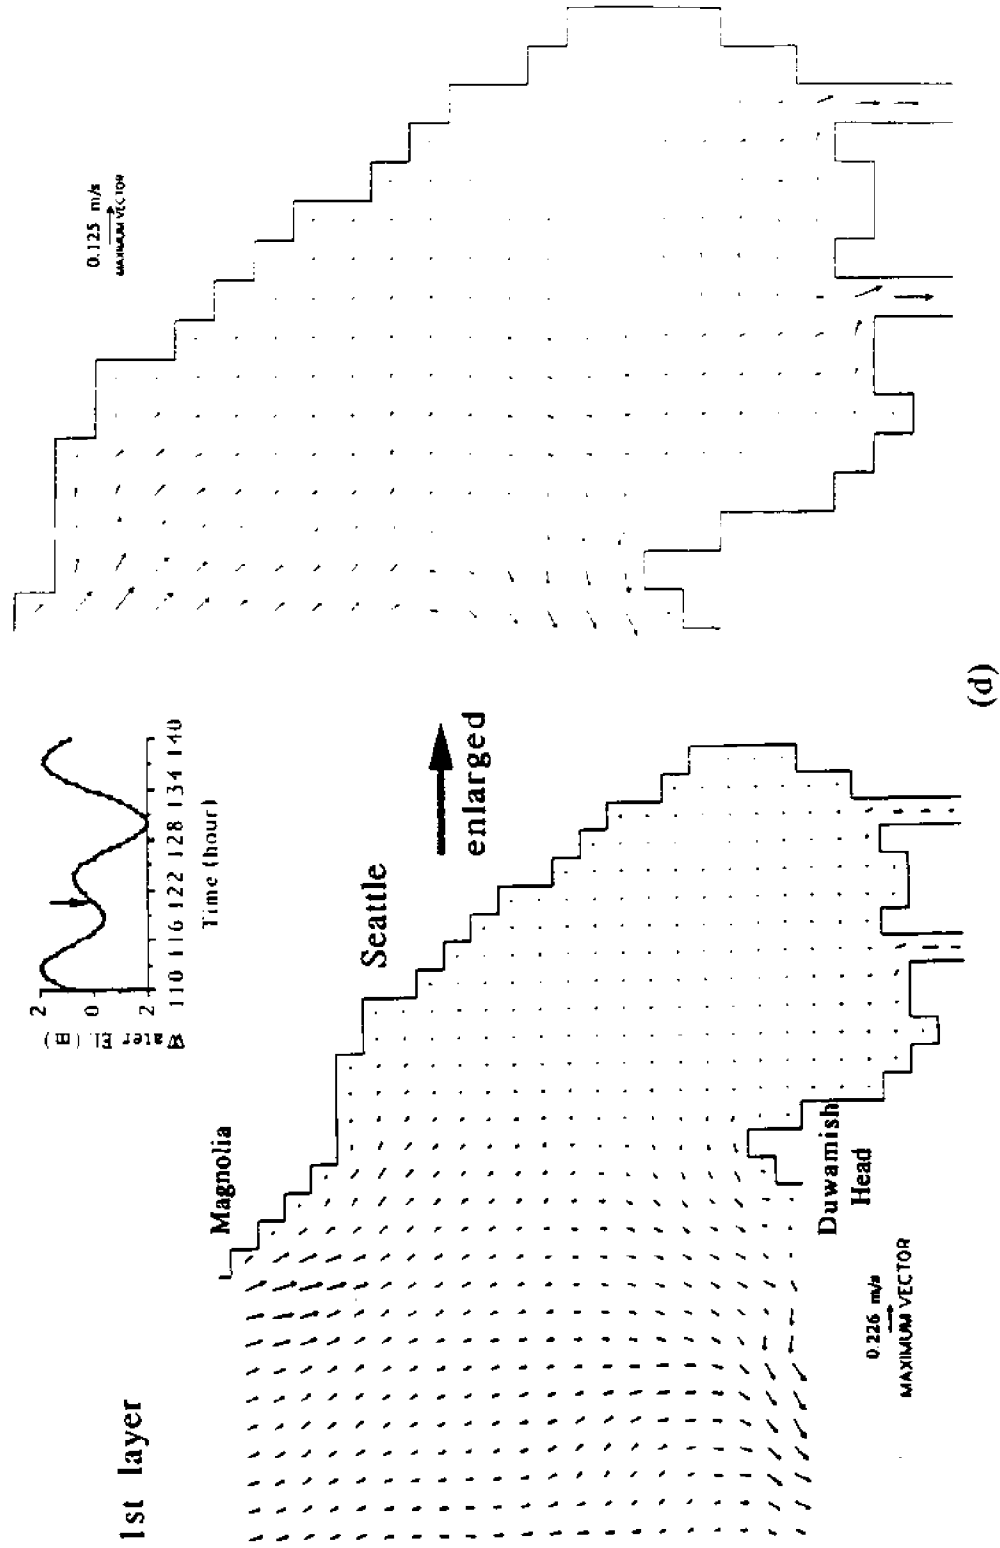 1st layer
Magnolia
Seattle
Duwamish
Head
0.226 m/s
MAXIMUM VECTOR
Water El. (m)
2
0
2
110 116 122 128 134 140
Time (hour)
enlarged
0.125 m/s
MAXIMUM VECTOR
(d)